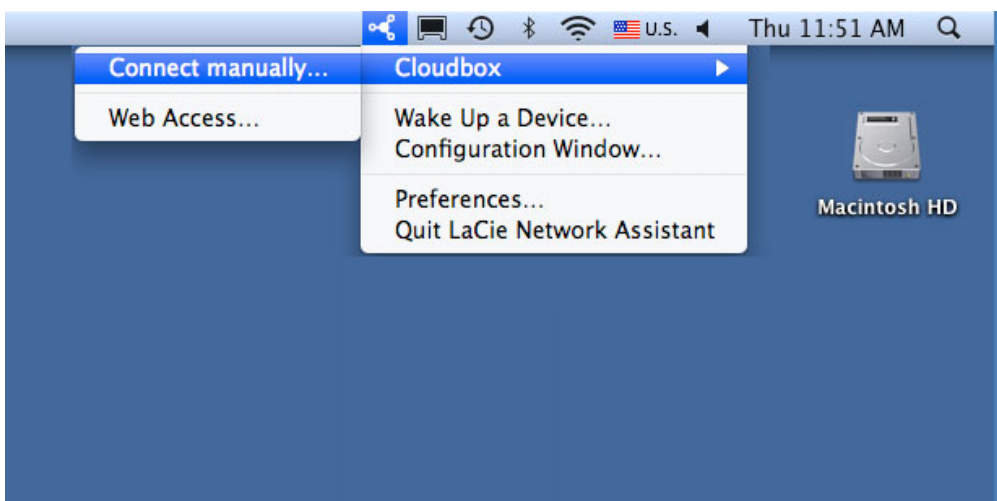 U.S. Thu 11:51 AM
Connect manually...
Web Access...
Cloudbox
Wake Up a Device...
Configuration Window...
Preferences...
Quit LaCie Network Assistant
Macintosh HD